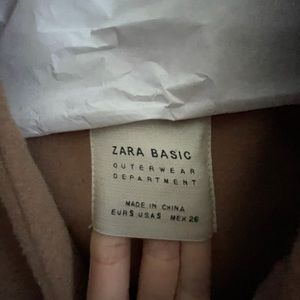 ZARA BASIC
OUTERWEAR
DEPARTMENT
MADE IN CHINA
EUR S USA S MEX 26